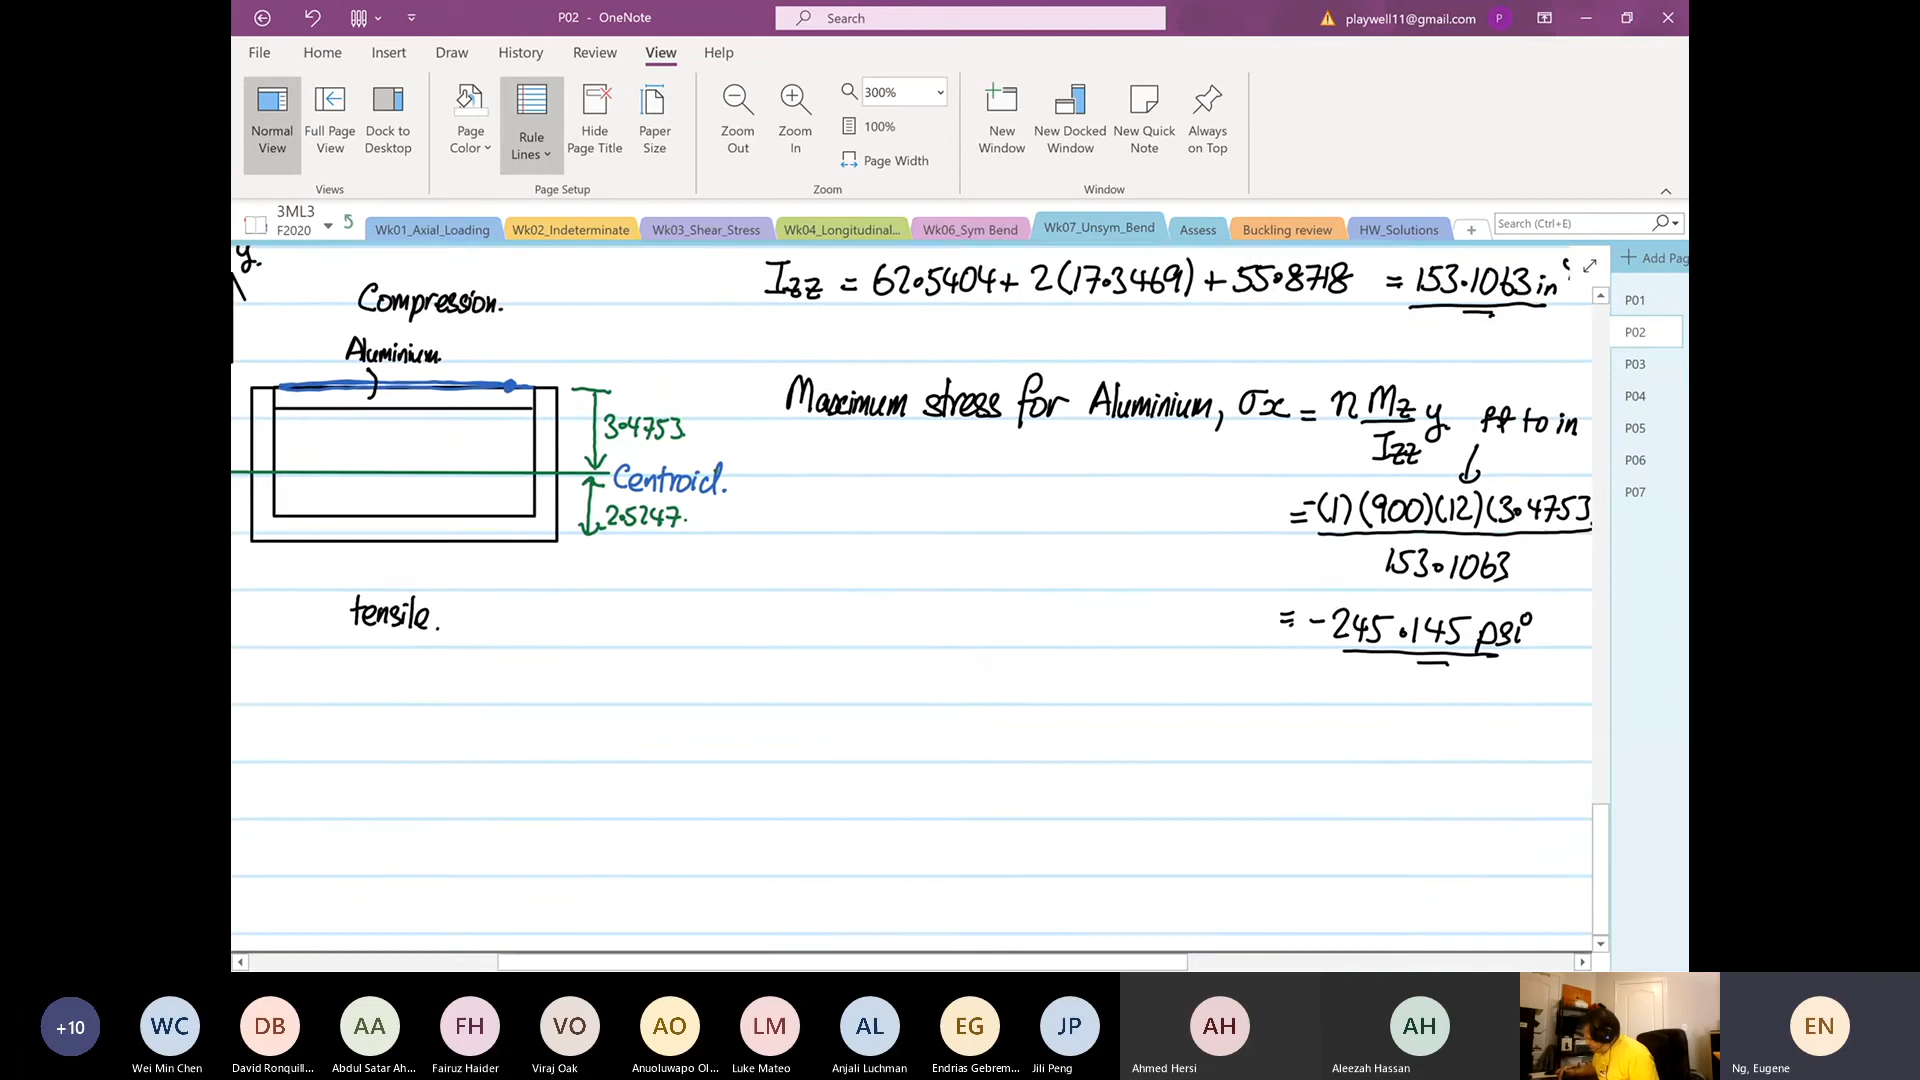 P02 - OneNote
Search
playwell11@gmail.com
P
File Home Insert Draw History Review View Help
Normal View
Full Page View
Dock to Desktop
Views
Page Color
Rule Lines
Hide Page Title
Paper Size
Page Setup
Zoom Out
Zoom In
300%
100%
Page Width
Zoom
New Window
New Docked Window
New Quick Note
Always on Top
Window
3ML3
F2020
Wk01_Axial_Loading
Wk02_Indeterminate
Wk03_Shear_Stress
Wk04_Longitudinal...
Wk06_Sym Bend
Wk07_Unsym_Bend
Assess
Buckling review
HW_Solutions
+
Search (Ctrl+E)
Add Pag
P01
P02
P03
P04
P05
P06
P07
y.
Izz = 62.5404 + 2(17.3469) + 55.8718 = 153.1063 in
Compression.
Aluminium.
3.4753
Centroid.
2.5247.
tensile.
Maximum stress for Aluminium, σx = n Mz y
Izz
ft to in
= -(1)(900)(12)(3.4753
153.1063
= -245.145 psi
+10
WC
DB
AA
FH
VO
AO
LM
AL
EG
JP
AH
AH
EN
Wei Min Chen
David Ronquill...
Abdul Satar Ah...
Fairuz Haider
Viraj Oak
Anuoluwapo Ol...
Luke Mateo
Anjali Luchman
Endrias Gebrem...
Jili Peng
Ahmed Hersi
Aleezah Hassan
Ng, Eugene